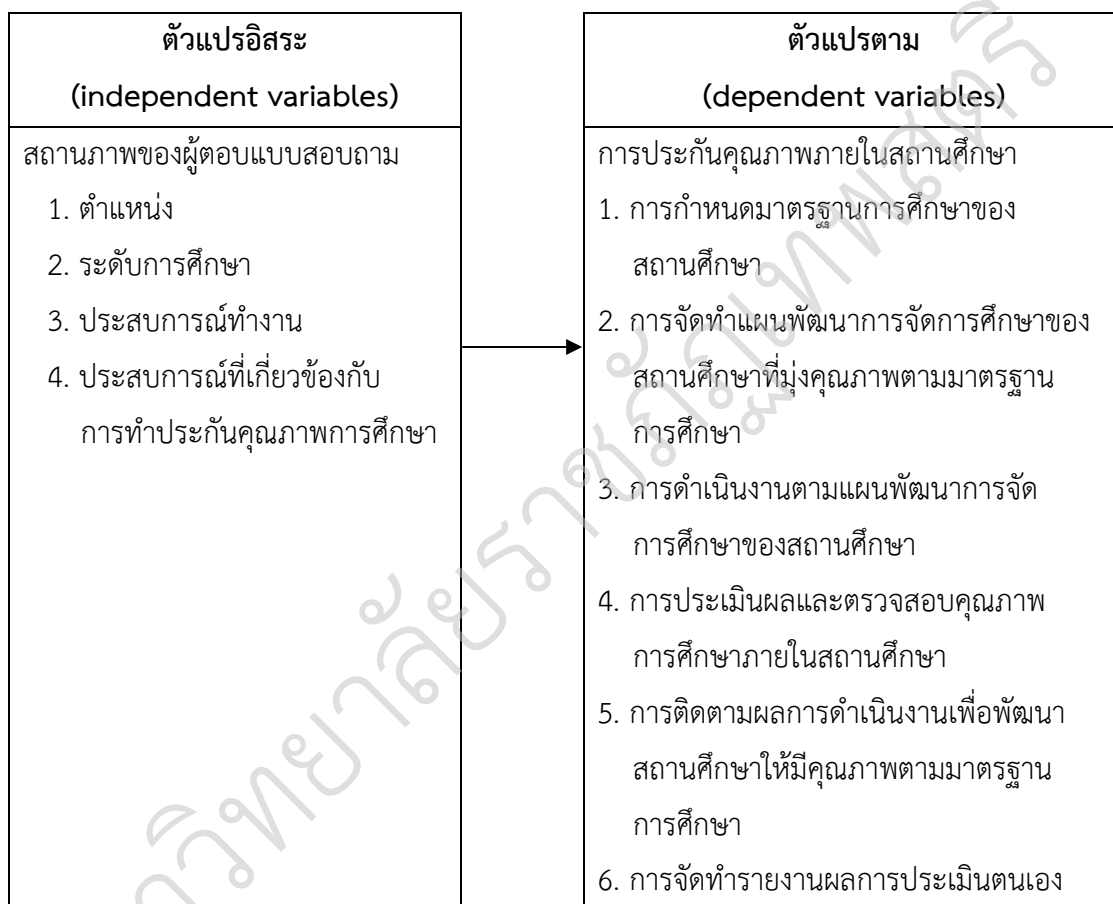 ตัวแปรอิสระ
(independent variables)
สถานภาพของผู้ตอบแบบสอบถาม
1. ตำแหน่ง
2. ระดับการศึกษา
3. ประสบการณ์ทำงาน
4. ประสบการณ์ที่เกี่ยวข้องกับ
การทำประกันคุณภาพการศึกษา
ตัวแปรตาม
(dependent variables)
การประกันคุณภาพภายในสถานศึกษา
1. การกำหนดมาตรฐานการศึกษาของ
สถานศึกษา
2. การจัดทำแผนพัฒนาการจัดการศึกษาของ
สถานศึกษาที่มุ่งคุณภาพตามมาตรฐาน
การศึกษา
3. การดำเนินงานตามแผนพัฒนาการจัด
การศึกษาของสถานศึกษา
4. การประเมินผลและตรวจสอบคุณภาพ
การศึกษาภายในสถานศึกษา
5. การติดตามผลการดำเนินงานเพื่อพัฒนา
สถานศึกษาให้มีคุณภาพตามมาตรฐาน
การศึกษา
6. การจัดทำรายงานผลการประเมินตนเอง
วิทยาลัยราชภัฏเทพสตรี